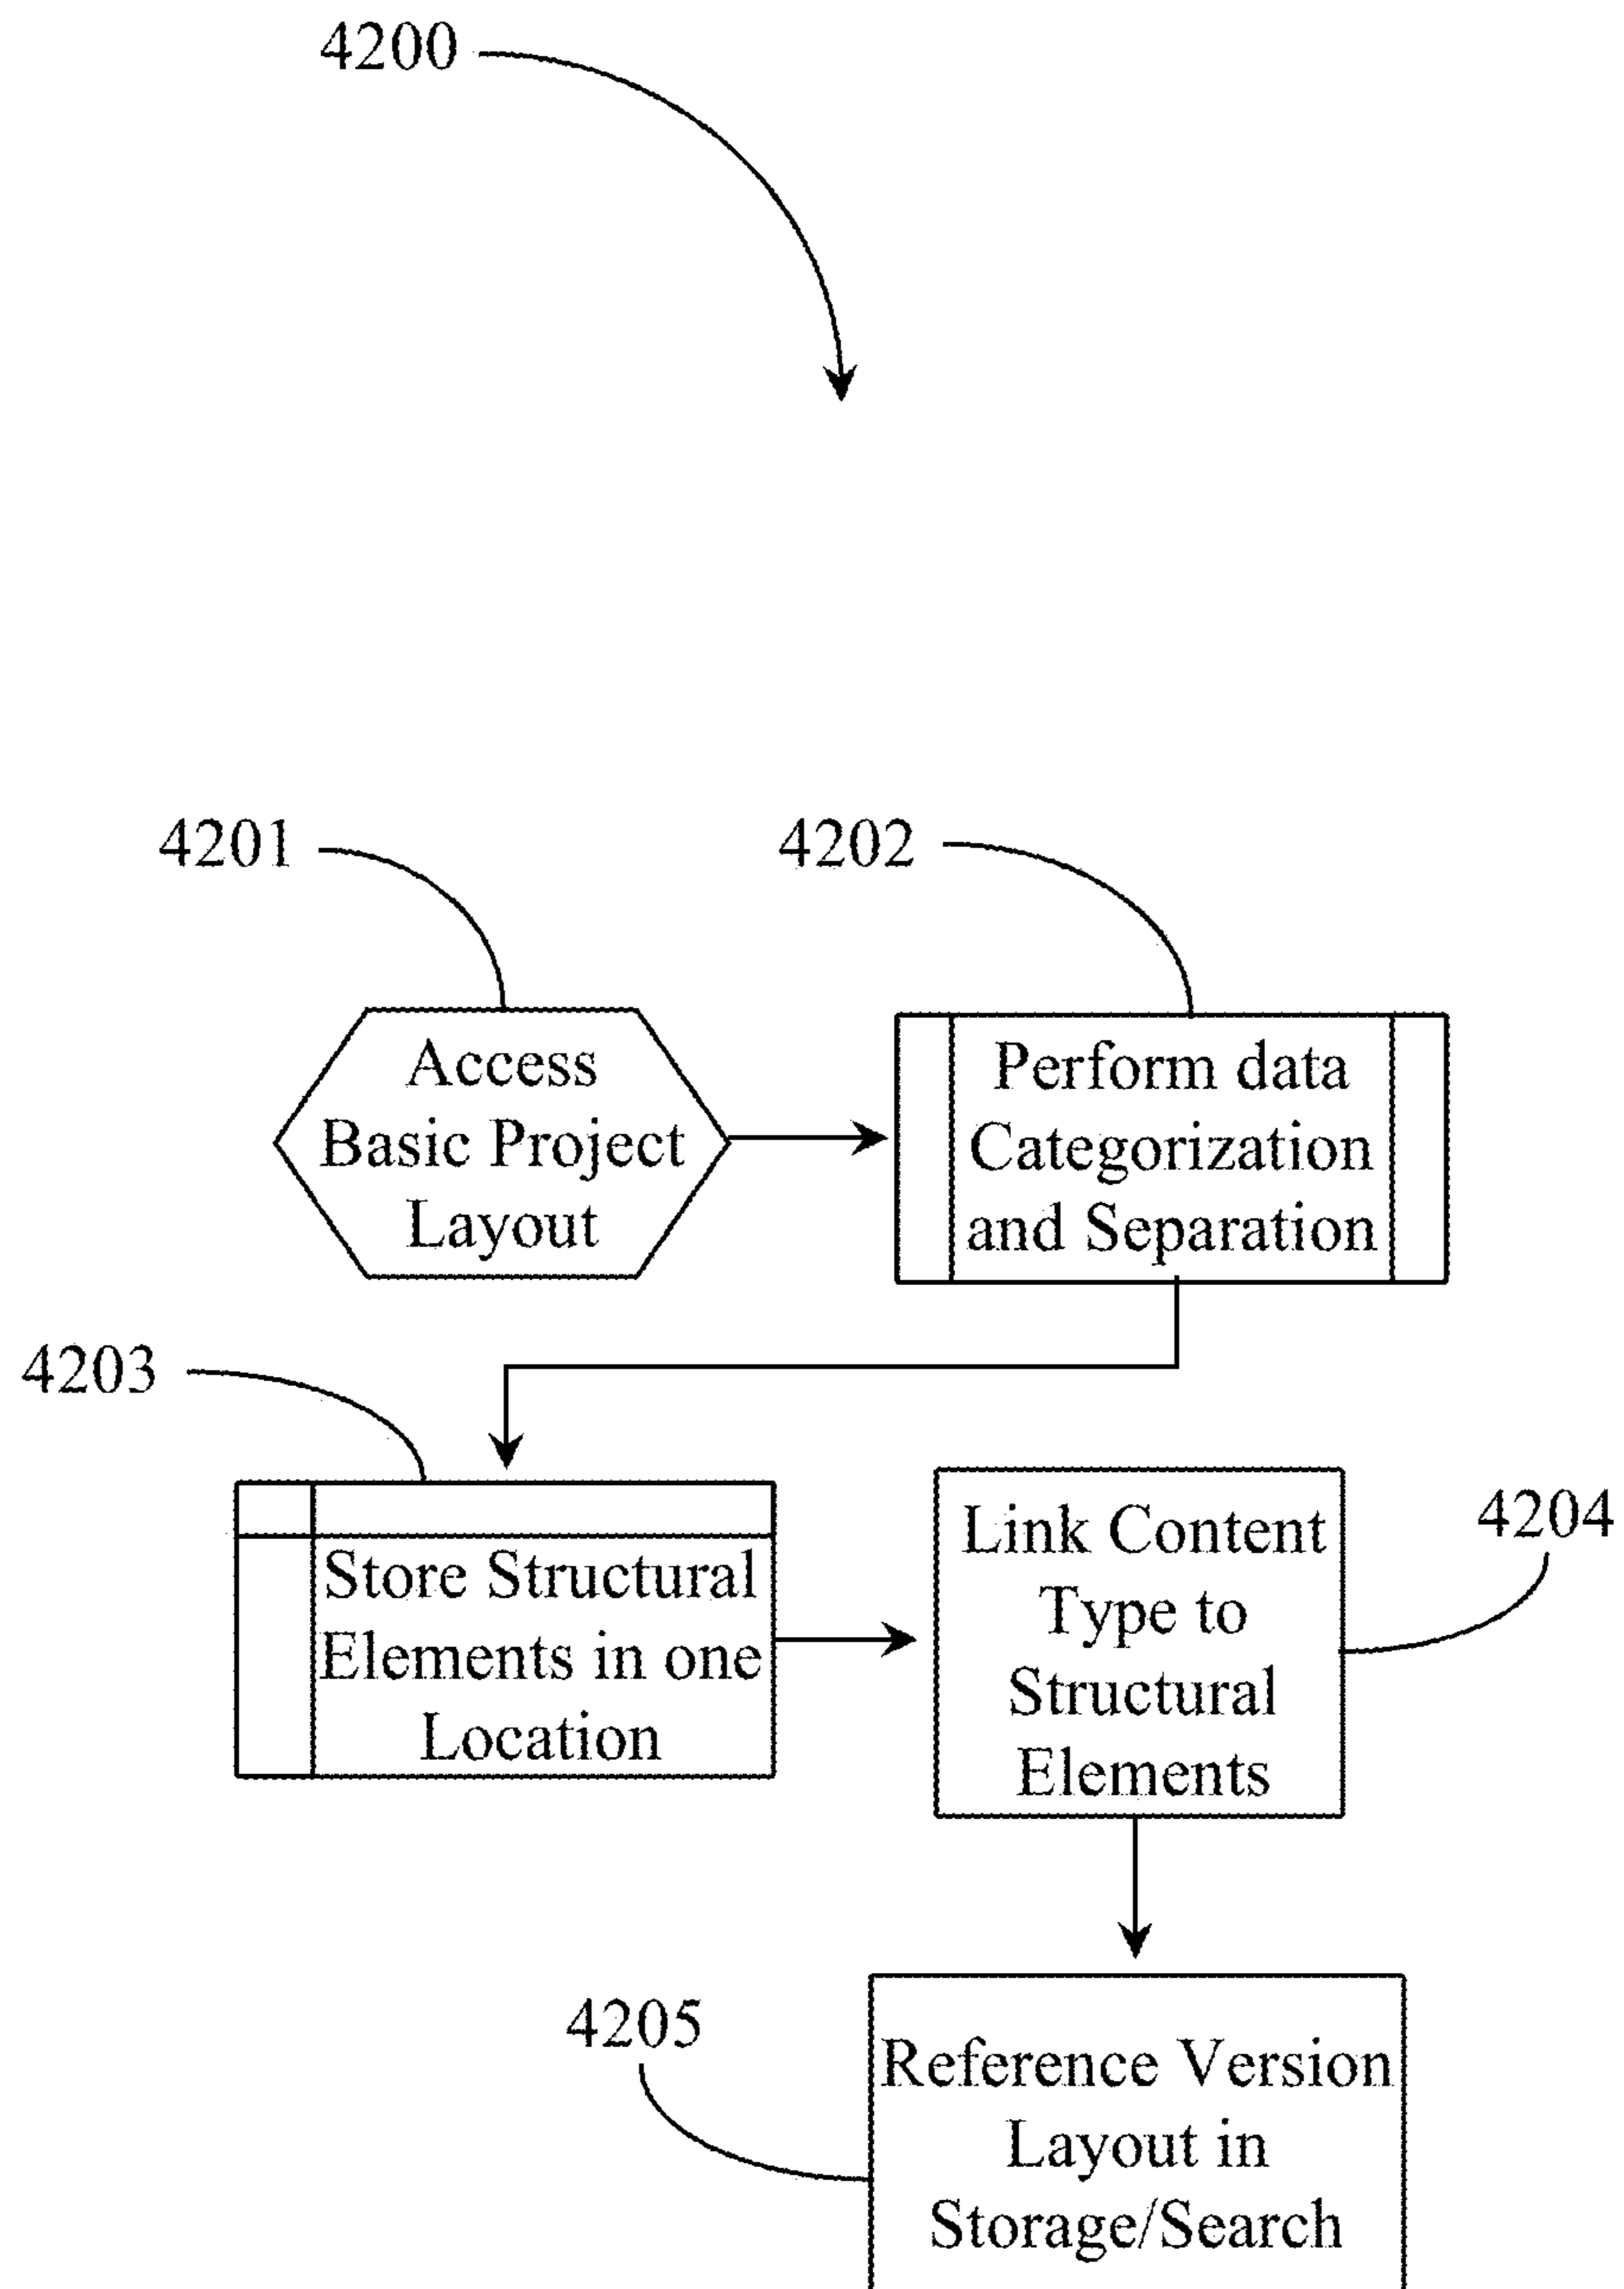 4200
4201
4202
Access
Basic Project
Layout
Perform data
Categorization
and Separation
4203
Store Structural
Elements in one
Location
Link Content
Type to
Structural
Elements
4204
4205
Reference Version
Layout in
Storage/Search